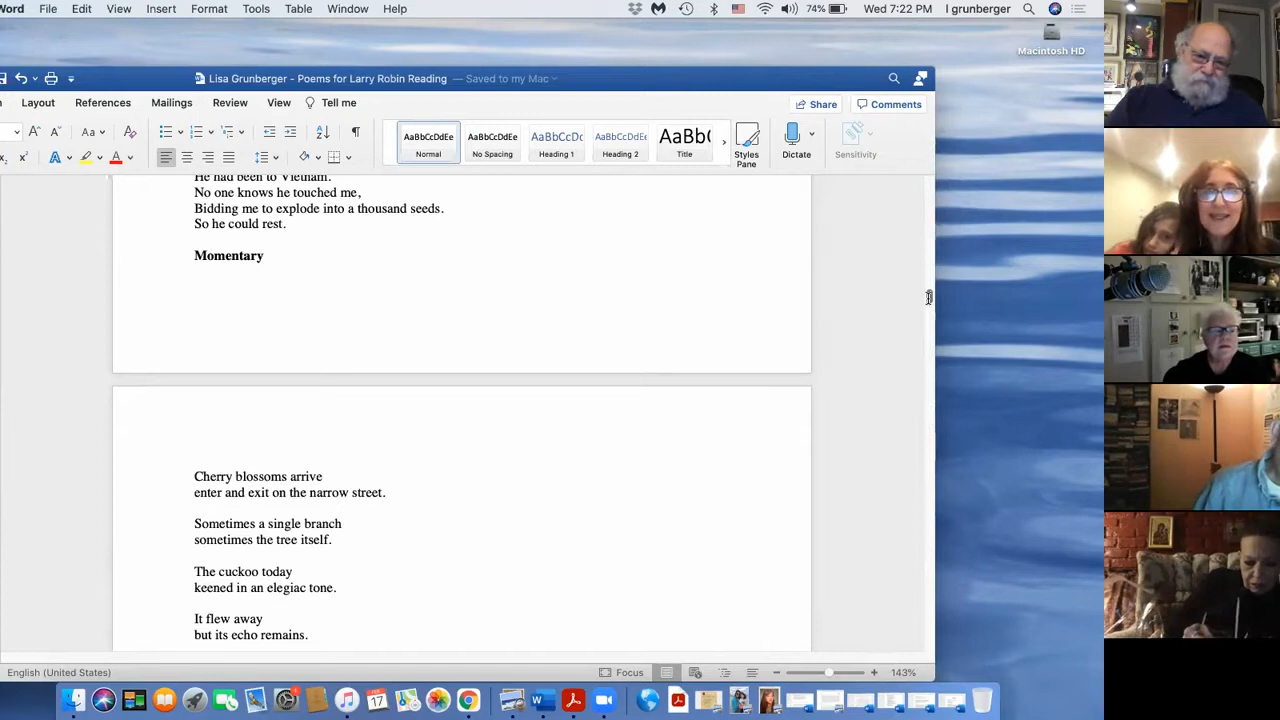 Word File Edit View Insert Format Tools Table Window Help 74% Wed 7:22 PM l grunberger
Macintosh HD
Lisa Grunberger - Poems for Larry Robin Reading — Saved to my Mac
Layout References Mailings Review View Tell me Share Comments
Aa AaBbCcDdEe AaBbCcDdEe AaBbCcDc AaBbCcDdEe AaBb(
Normal No Spacing Heading 1 Heading 2 Title Styles Pane Dictate Sensitivity
He had been to Vietnam.
No one knows he touched me,
Bidding me to explode into a thousand seeds.
So he could rest.
Momentary
Cherry blossoms arrive
enter and exit on the narrow street.
Sometimes a single branch
sometimes the tree itself.
The cuckoo today
keened in an elegiac tone.
It flew away
but its echo remains.
English (United States) Focus 143%
17